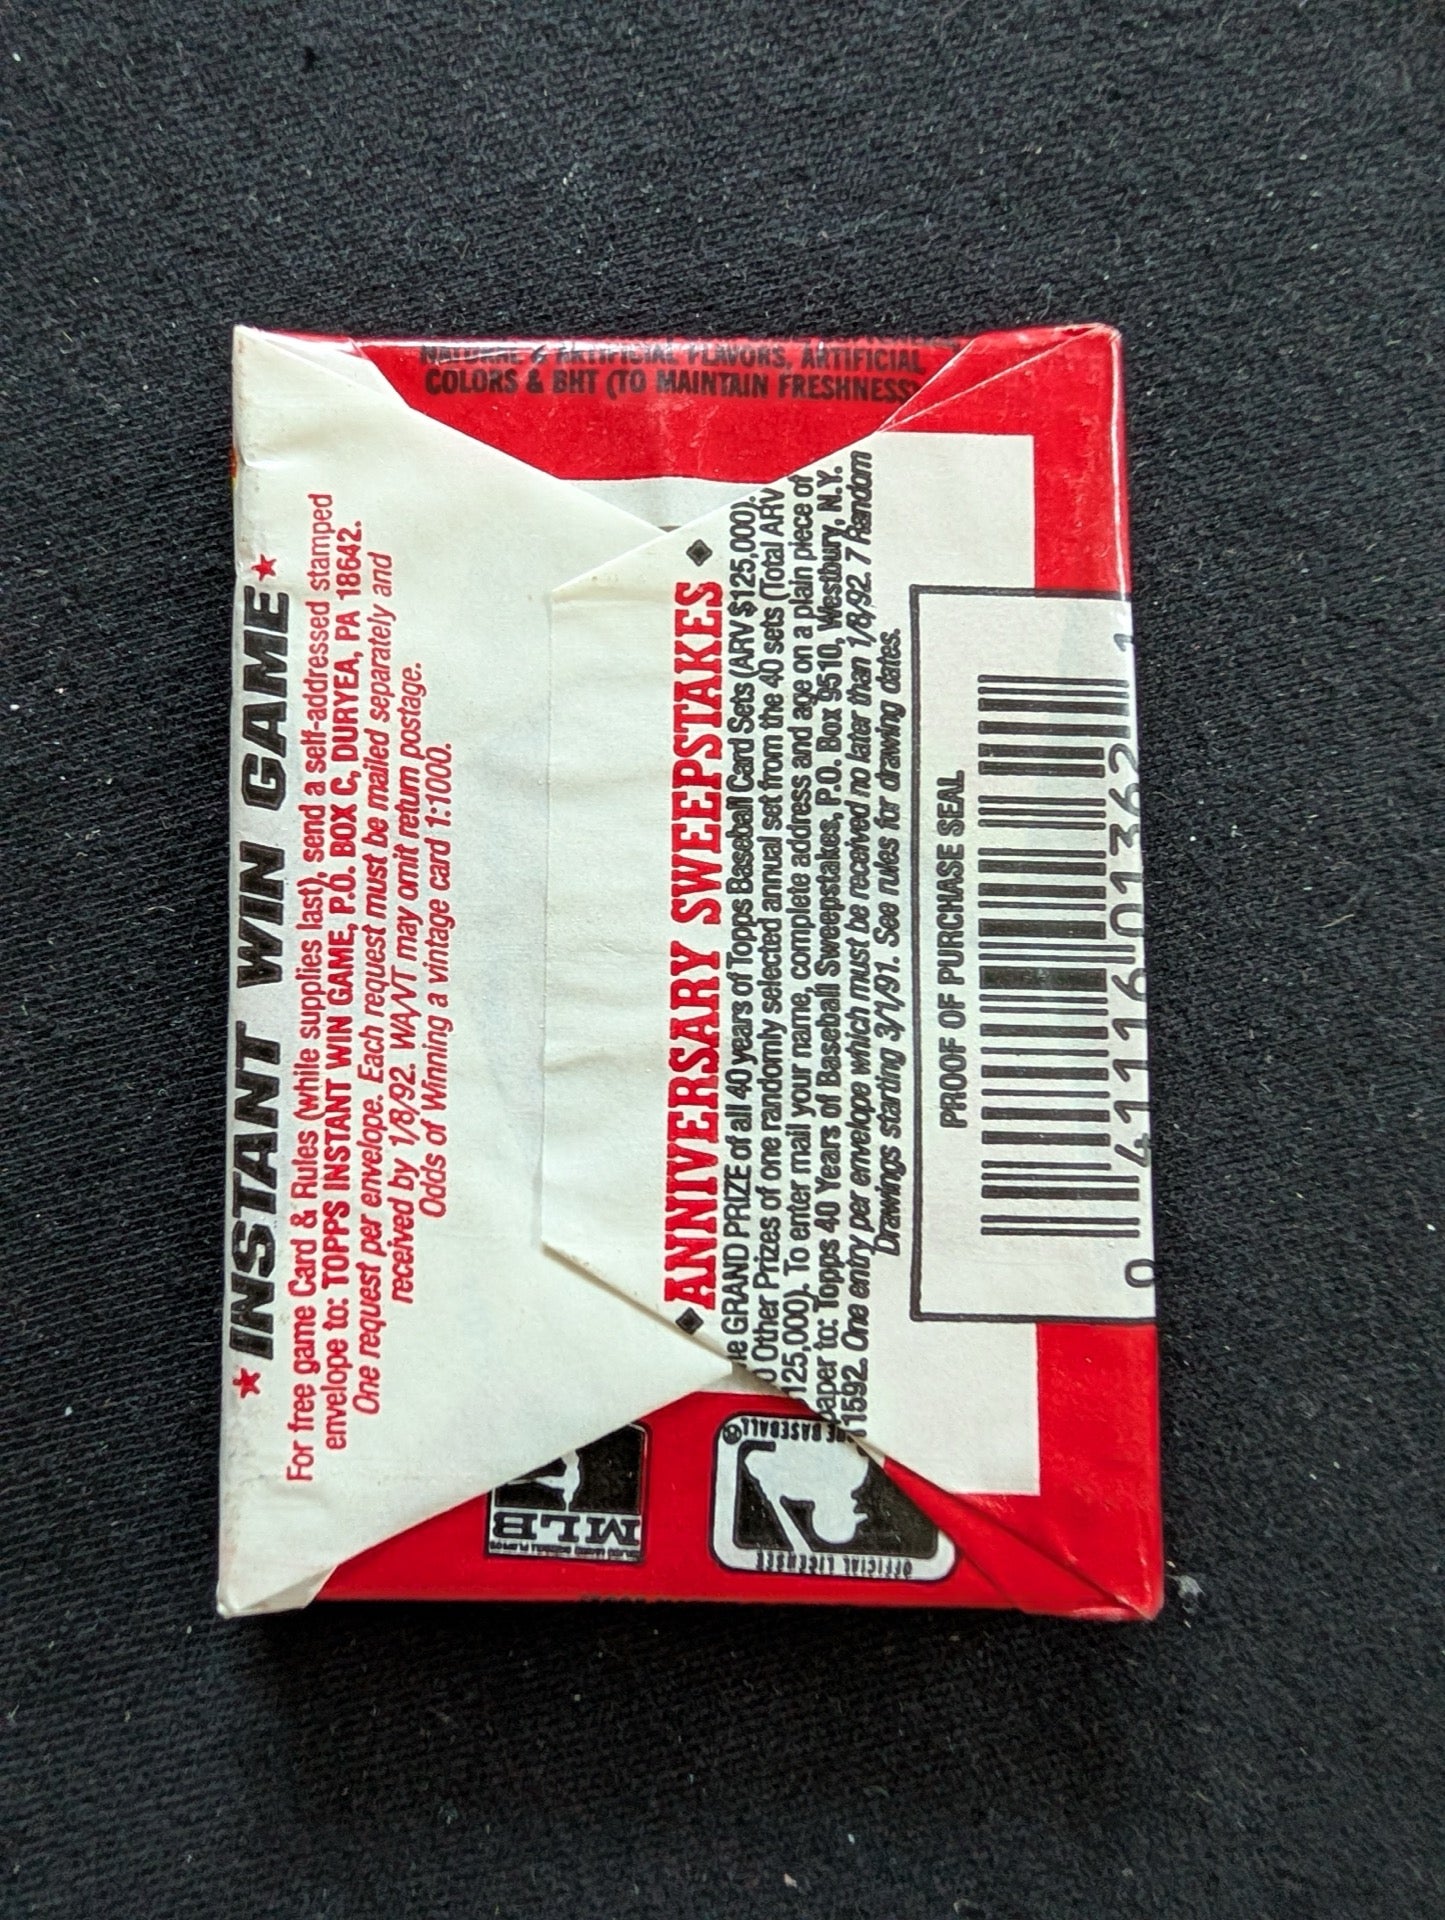 NATURAL & ARTIFICIAL FLAVORS, ARTIFICIAL
COLORS & BHT (TO MAINTAIN FRESHNESS)
INSTANT WIN GAME
For free game Card & Rules (while supplies last), send a self-addressed stamped
envelope to: TOPPS INSTANT WIN GAME, P.O. BOX C, DURYEA, PA 18642.
One request per envelope. Each request must be mailed separately and
received by 1/8/92. WA/VT may omit return postage.
Odds of Winning a vintage card 1:1000.
ANNIVERSARY SWEEPSTAKES
GRAND PRIZE of all 40 years of Topps Baseball Card Sets (ARV $125,000).
Other Prizes of one randomly selected annual set from the 40 sets (Total ARV
125,000). To enter mail your name, complete address and age on a plain piece of
paper to: Topps 40 Years of Baseball Sweepstakes, P.O. Box 9510, Westbury, N.Y.
11592. One entry per envelope which must be received no later than 1/8/92. 7 Random
Drawings starting 3/1/91. See rules for drawing dates.
PROOF OF PURCHASE SEAL
0 41116 01362 1
MLB
OFFICIAL LICENSEE
BASEBALL